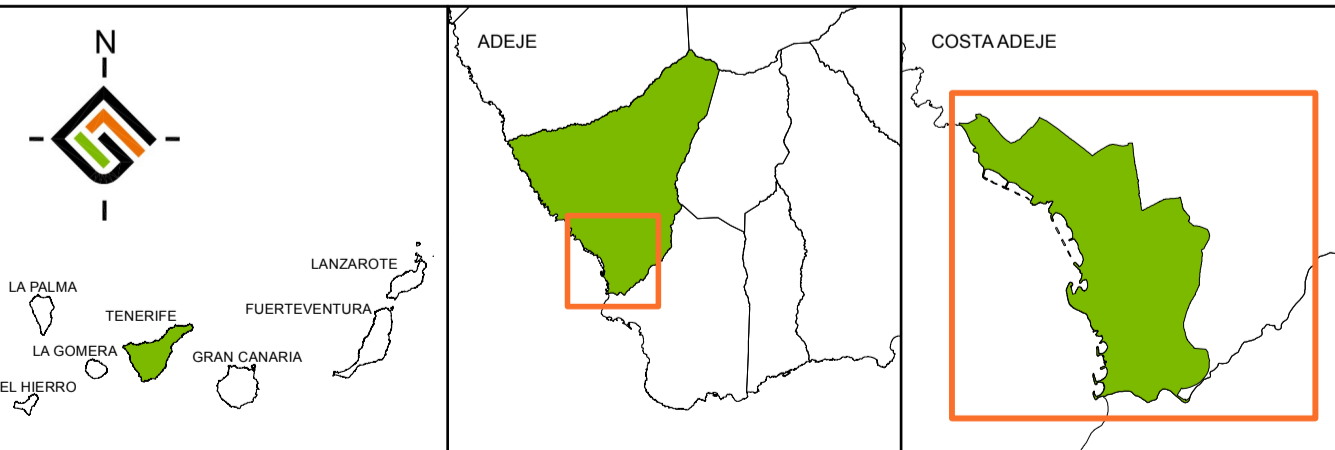 N
LANZAROTE
LA PALMA
FUERTEVENTURA
TENERIFE
LA GOMERA
GRAN CANARIA
EL HIERRO
ADEJE
COSTA ADEJE